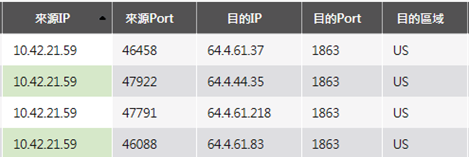 來源IP 來源Port 目的IP 目的Port 目的區域
10.42.21.59 46458 64.4.61.37 1863 US
10.42.21.59 47922 64.4.44.35 1863 US
10.42.21.59 47791 64.4.61.218 1863 US
10.42.21.59 46088 64.4.61.83 1863 US